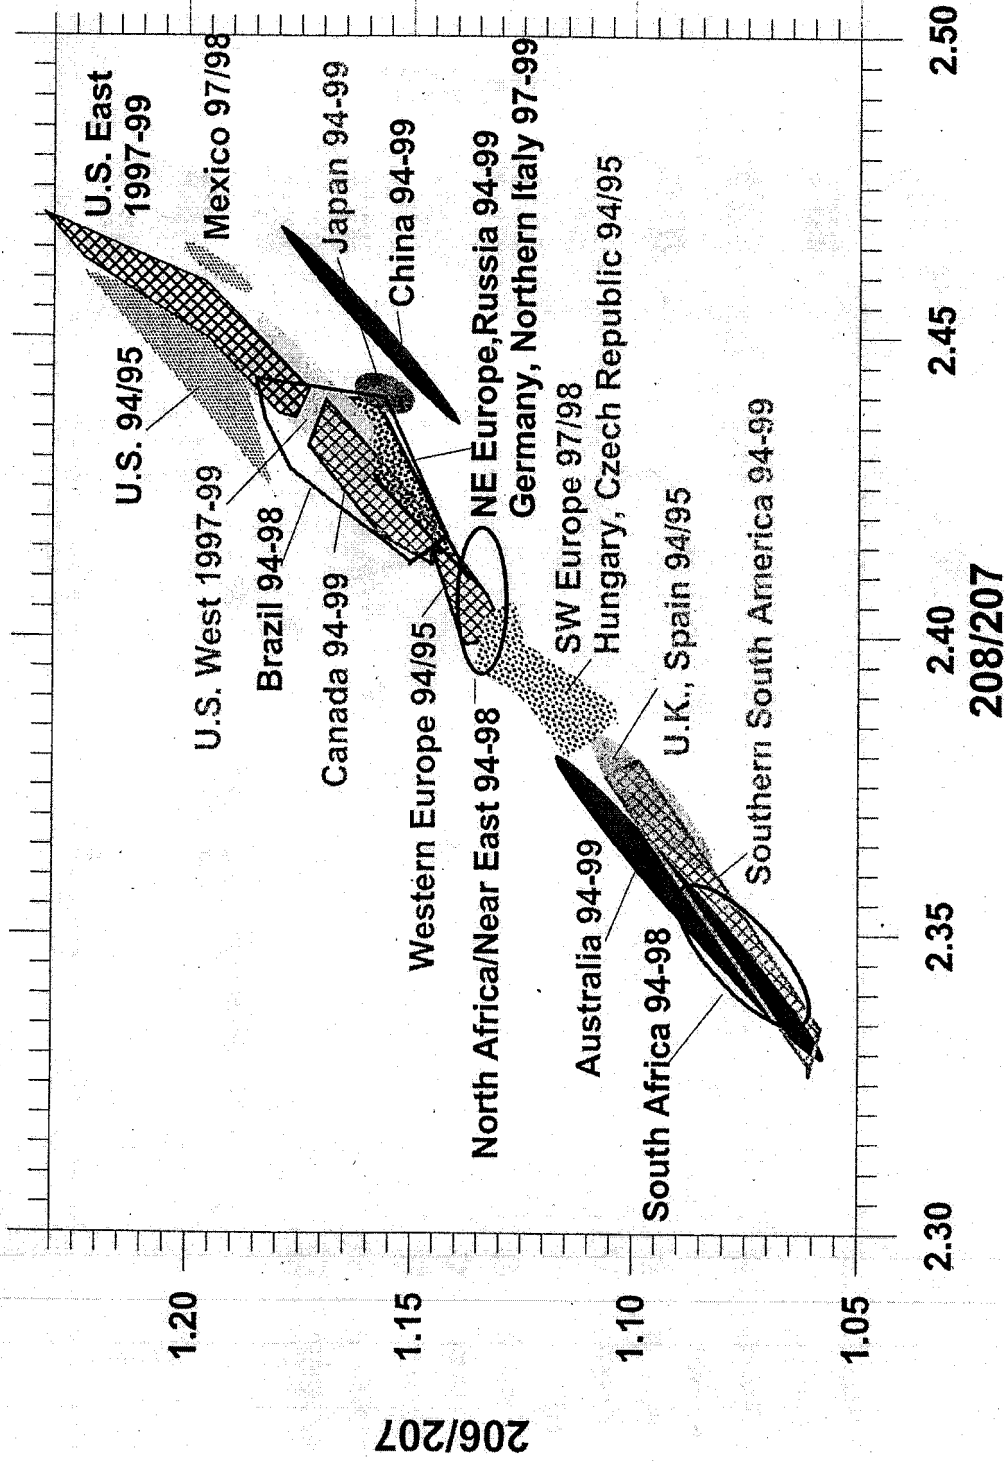 U.S. East
1997-99
Mexico 97/98
U.S. 94/95
Japan 94-99
U.S. West 1997-99
China 94-99
Brazil 94-98
NE Europe,Russia 94-99
Germany, Northern Italy 97-99
Canada 94-99
Western Europe 94/95
SW Europe 97/98
Hungary, Czech Republic 94/95
North Africa/Near East 94-98
U.K., Spain 94/95
Australia 94-99
Southern South America 94-99
South Africa 94-98
206/207
1.20
1.15
1.10
1.05
2.30
2.35
2.40
2.45
2.50
208/207